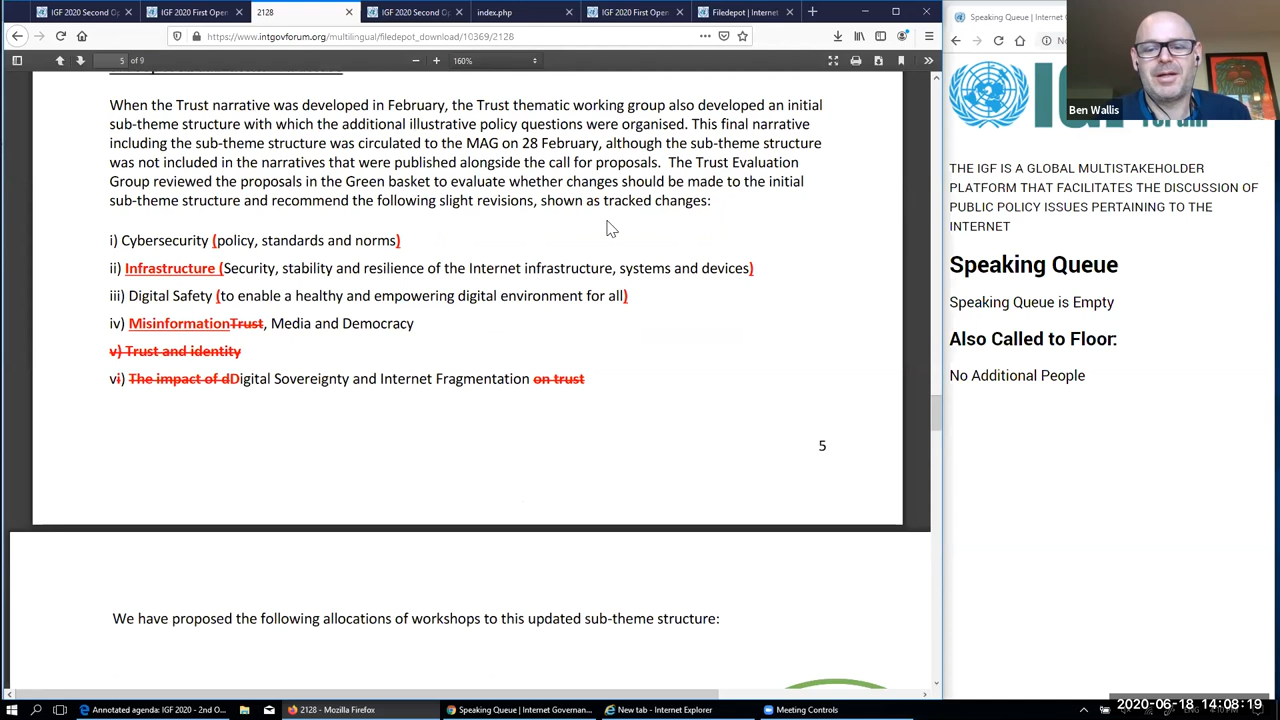 IGF 2020 Second Op
IGF 2020 First Open
2128
IGF 2020 Second Op
index.php
IGF 2020 First Open
Filedepot | Internet
Speaking Queue | Internet G
https://www.intgovforum.org/multilingual/filedepot_download/10369/2128
No
5 of 9
160%
When the Trust narrative was developed in February, the Trust thematic working group also developed an initial
sub-theme structure with which the additional illustrative policy questions were organised. This final narrative
including the sub-theme structure was circulated to the MAG on 28 February, although the sub-theme structure
was not included in the narratives that were published alongside the call for proposals. The Trust Evaluation
Group reviewed the proposals in the Green basket to evaluate whether changes should be made to the initial
sub-theme structure and recommend the following slight revisions, shown as tracked changes:
i) Cybersecurity (policy, standards and norms)
ii) Infrastructure (Security, stability and resilience of the Internet infrastructure, systems and devices)
iii) Digital Safety (to enable a healthy and empowering digital environment for all)
iv) MisinformationTrust, Media and Democracy
v) Trust and identity
vi) The impact of dDigital Sovereignty and Internet Fragmentation on trust
5
We have proposed the following allocations of workshops to this updated sub-theme structure:
Ben Wallis
forum
THE IGF IS A GLOBAL MULTISTAKEHOLDER
PLATFORM THAT FACILITATES THE DISCUSSION OF
PUBLIC POLICY ISSUES PERTAINING TO THE
INTERNET
Speaking Queue
Speaking Queue is Empty
Also Called to Floor:
No Additional People
Annotated agenda: IGF 2020 - 2nd O...
2128 - Mozilla Firefox
Speaking Queue | Internet Governan...
New tab - Internet Explorer
Meeting Controls
2020-06-18 14:08:19